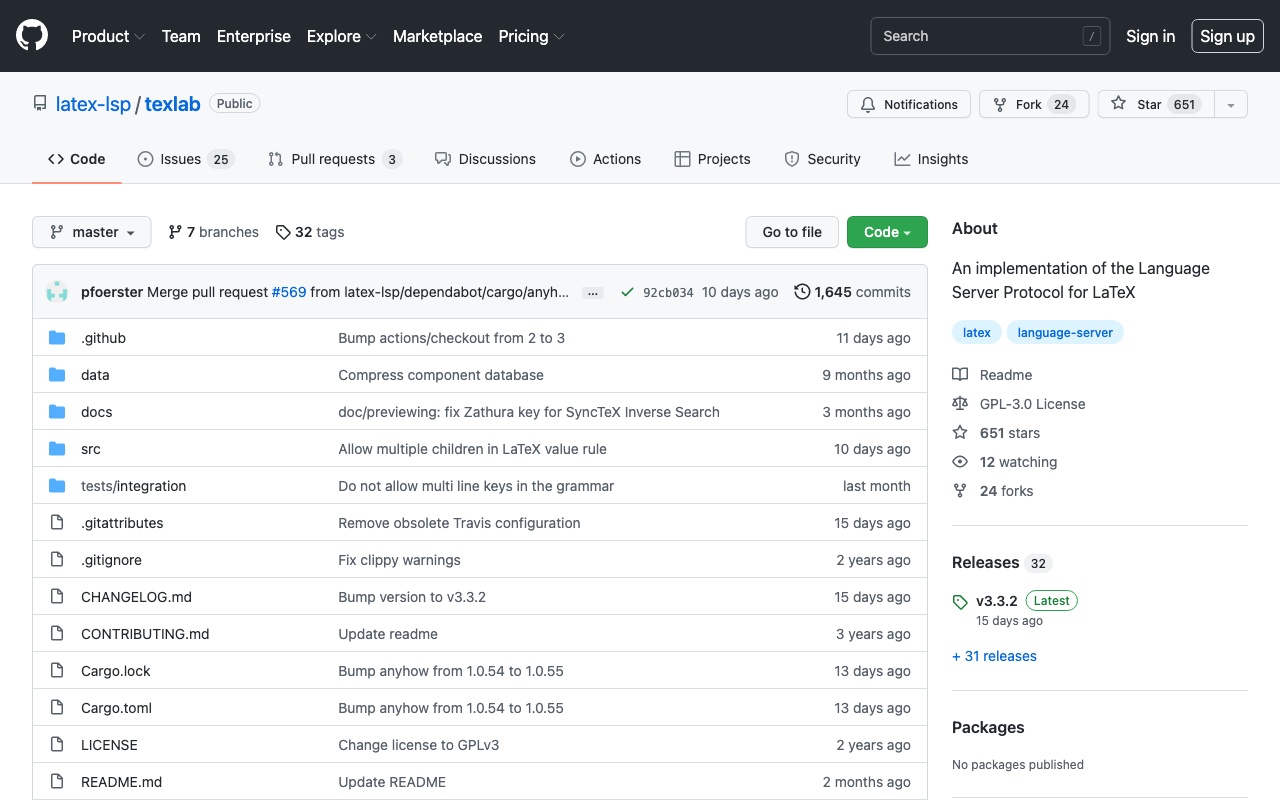 Product Team Enterprise Explore Marketplace Pricing Search / Sign in Sign up
latex-lsp / texlab Public Notifications Fork 24 Star 651
Code Issues 25 Pull requests 3 Discussions Actions Projects Security Insights
master 7 branches 32 tags Go to file Code
pfoerster Merge pull request #569 from latex-lsp/dependabot/cargo/anyh… … 92cb034 10 days ago 1,645 commits
.github Bump actions/checkout from 2 to 3 11 days ago
data Compress component database 9 months ago
docs doc/previewing: fix Zathura key for SyncTeX Inverse Search 3 months ago
src Allow multiple children in LaTeX value rule 10 days ago
tests/integration Do not allow multi line keys in the grammar last month
.gitattributes Remove obsolete Travis configuration 15 days ago
.gitignore Fix clippy warnings 2 years ago
CHANGELOG.md Bump version to v3.3.2 15 days ago
CONTRIBUTING.md Update readme 3 years ago
Cargo.lock Bump anyhow from 1.0.54 to 1.0.55 13 days ago
Cargo.toml Bump anyhow from 1.0.54 to 1.0.55 13 days ago
LICENSE Change license to GPLv3 2 years ago
README.md Update README 2 months ago
About
An implementation of the Language
Server Protocol for LaTeX
latex language-server
Readme
GPL-3.0 License
651 stars
12 watching
24 forks
Releases 32
v3.3.2 Latest
15 days ago
+ 31 releases
Packages
No packages published